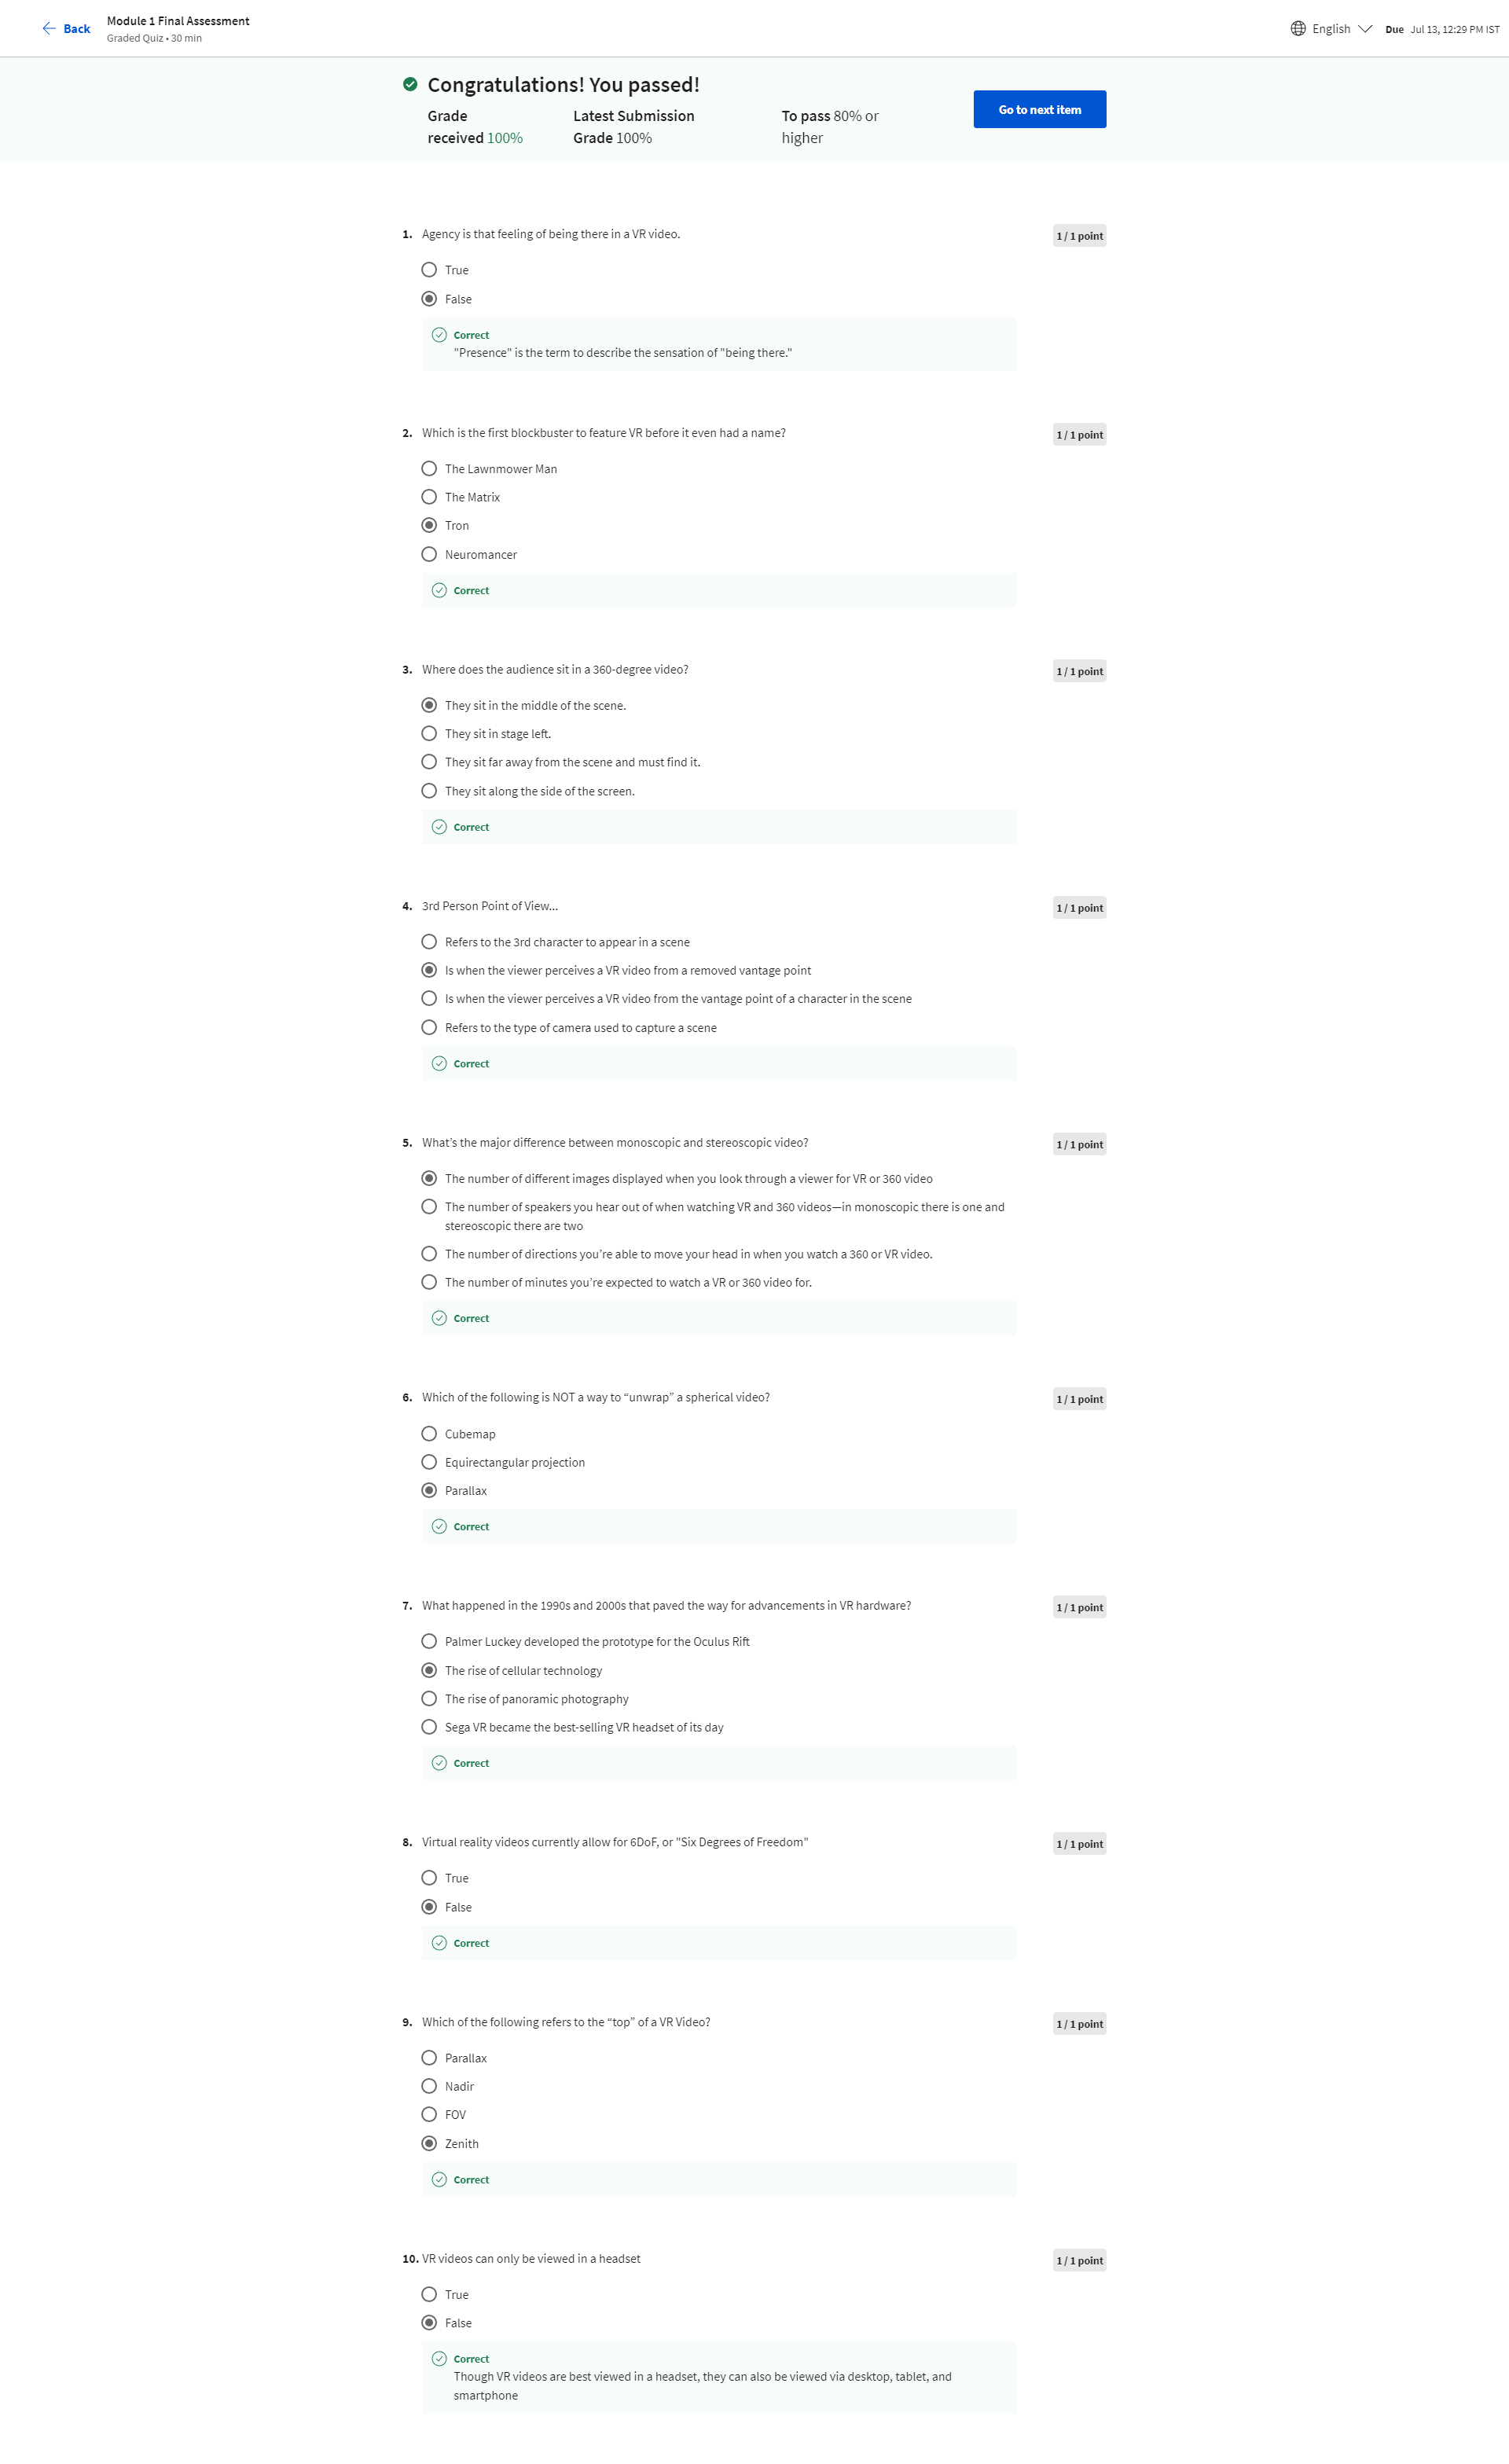 Back
Module 1 Final Assessment
Graded Quiz • 30 min
English
Due Jul 13, 12:29 PM IST
Congratulations! You passed!
Grade received 100%
Latest Submission Grade 100%
To pass 80% or higher
Go to next item
1. Agency is that feeling of being there in a VR video.
1 / 1 point
True
False
Correct
"Presence" is the term to describe the sensation of "being there."
2. Which is the first blockbuster to feature VR before it even had a name?
1 / 1 point
The Lawnmower Man
The Matrix
Tron
Neuromancer
Correct
3. Where does the audience sit in a 360-degree video?
1 / 1 point
They sit in the middle of the scene.
They sit in stage left.
They sit far away from the scene and must find it.
They sit along the side of the screen.
Correct
4. 3rd Person Point of View...
1 / 1 point
Refers to the 3rd character to appear in a scene
Is when the viewer perceives a VR video from a removed vantage point
Is when the viewer perceives a VR video from the vantage point of a character in the scene
Refers to the type of camera used to capture a scene
Correct
5. What’s the major difference between monoscopic and stereoscopic video?
1 / 1 point
The number of different images displayed when you look through a viewer for VR or 360 video
The number of speakers you hear out of when watching VR and 360 videos—in monoscopic there is one and
stereoscopic there are two
The number of directions you’re able to move your head in when you watch a 360 or VR video.
The number of minutes you’re expected to watch a VR or 360 video for.
Correct
6. Which of the following is NOT a way to “unwrap” a spherical video?
1 / 1 point
Cubemap
Equirectangular projection
Parallax
Correct
7. What happened in the 1990s and 2000s that paved the way for advancements in VR hardware?
1 / 1 point
Palmer Luckey developed the prototype for the Oculus Rift
The rise of cellular technology
The rise of panoramic photography
Sega VR became the best-selling VR headset of its day
Correct
8. Virtual reality videos currently allow for 6DoF, or "Six Degrees of Freedom"
1 / 1 point
True
False
Correct
9. Which of the following refers to the “top” of a VR Video?
1 / 1 point
Parallax
Nadir
FOV
Zenith
Correct
10. VR videos can only be viewed in a headset
1 / 1 point
True
False
Correct
Though VR videos are best viewed in a headset, they can also be viewed via desktop, tablet, and
smartphone